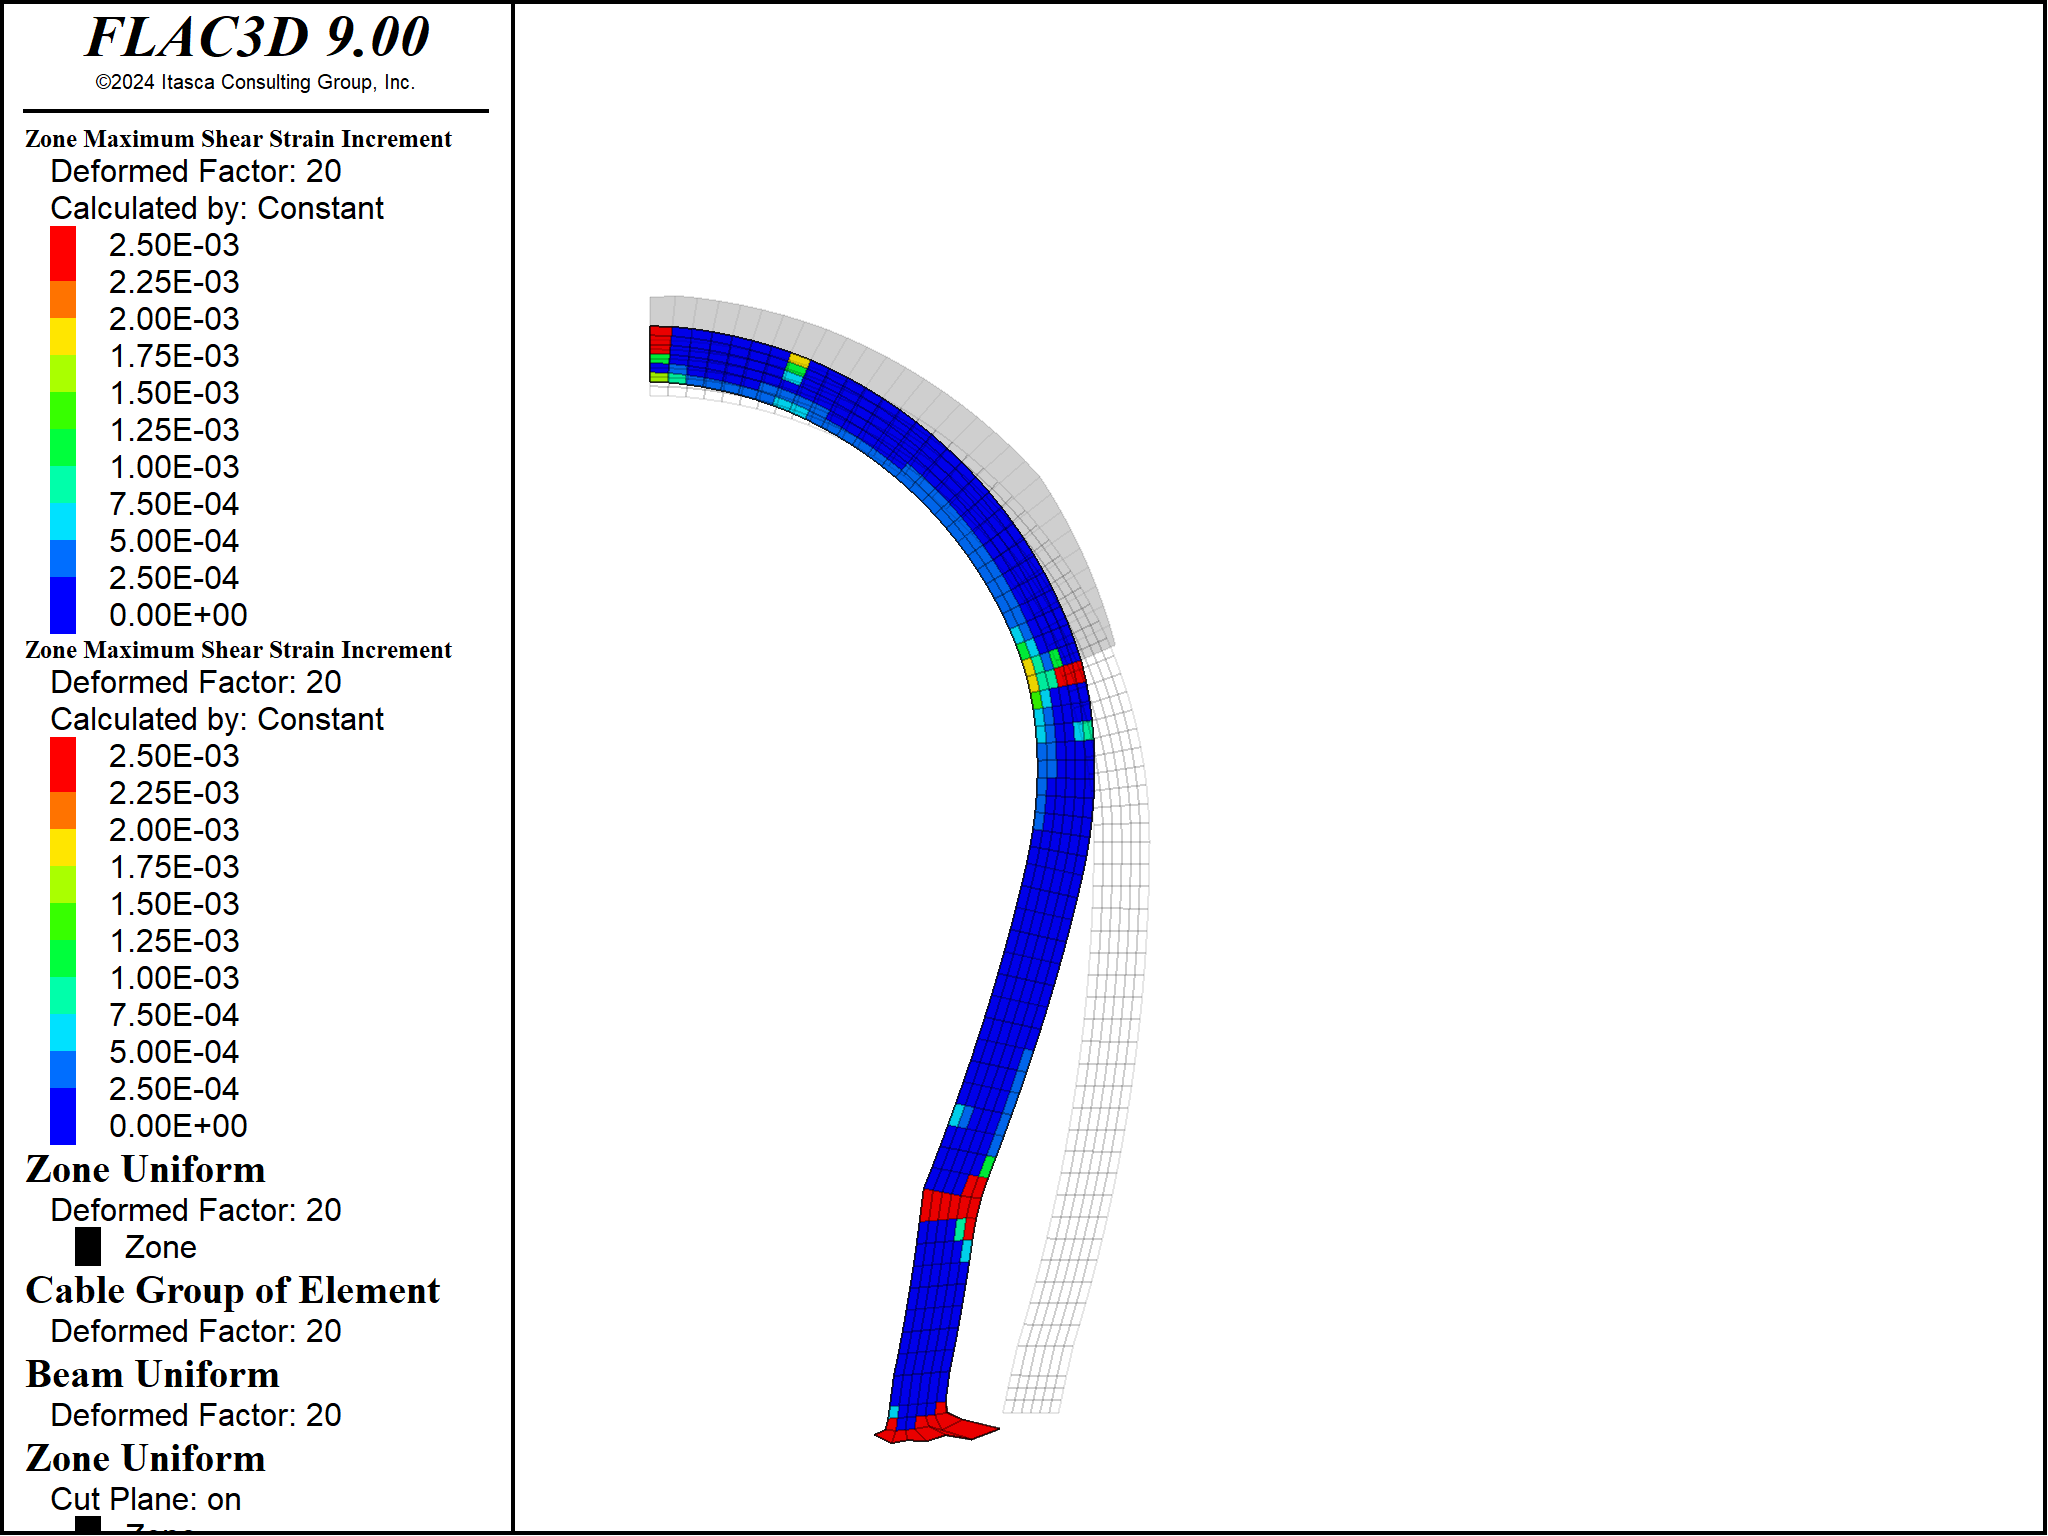 FLAC3D 9.00
©2024 Itasca Consulting Group, Inc.
Zone Maximum Shear Strain Increment
Deformed Factor: 20
Calculated by: Constant
2.50E-03
2.25E-03
2.00E-03
1.75E-03
1.50E-03
1.25E-03
1.00E-03
7.50E-04
5.00E-04
2.50E-04
0.00E+00
Zone Maximum Shear Strain Increment
Deformed Factor: 20
Calculated by: Constant
2.50E-03
2.25E-03
2.00E-03
1.75E-03
1.50E-03
1.25E-03
1.00E-03
7.50E-04
5.00E-04
2.50E-04
0.00E+00
Zone Uniform
Deformed Factor: 20
Zone
Cable Group of Element
Deformed Factor: 20
Beam Uniform
Deformed Factor: 20
Zone Uniform
Cut Plane: on